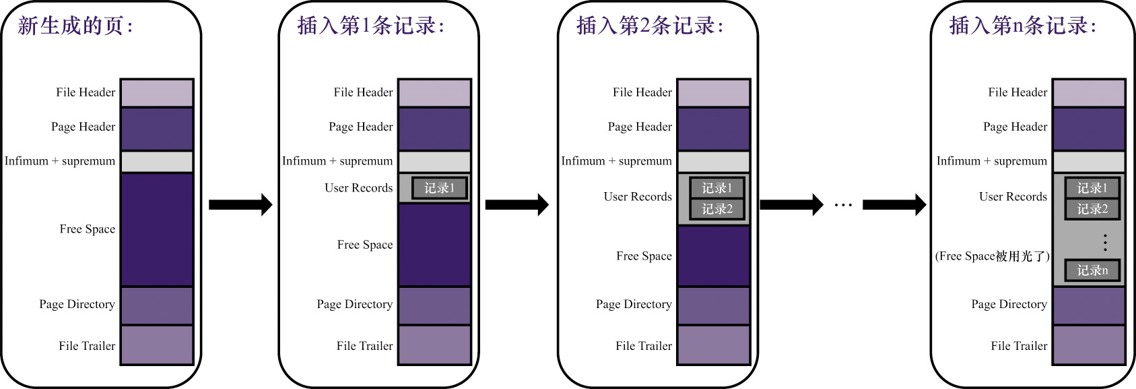 新生成的页：
File Header
Page Header
Infimum + supremum
Free Space
Page Directory
File Trailer
插入第1条记录：
File Header
Page Header
Infimum + supremum
User Records
记录1
Free Space
Page Directory
File Trailer
插入第2条记录：
File Header
Page Header
Infimum + supremum
User Records
记录1
记录2
Free Space
Page Directory
File Trailer
...
插入第n条记录：
File Header
Page Header
Infimum + supremum
User Records
记录1
记录2
⋮
(Free Space被用光了)
记录n
Page Directory
File Trailer